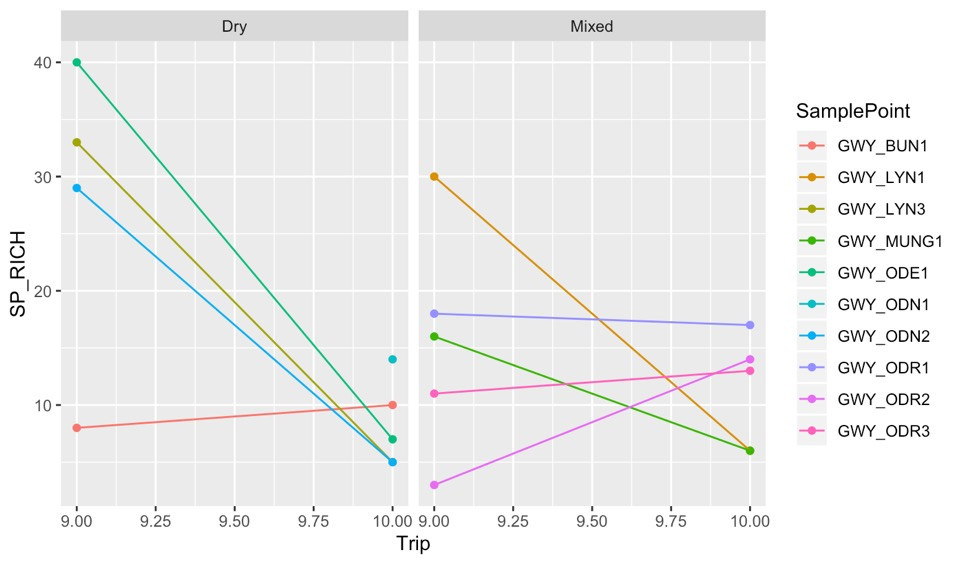 Dry
Mixed
SP_RICH
40
30
20
10
9.00
9.25
9.50
9.75
10.00
9.00
9.25
9.50
9.75
10.00
Trip
SamplePoint
GWY_BUN1
GWY_LYN1
GWY_LYN3
GWY_MUNG1
GWY_ODE1
GWY_ODN1
GWY_ODN2
GWY_ODR1
GWY_ODR2
GWY_ODR3